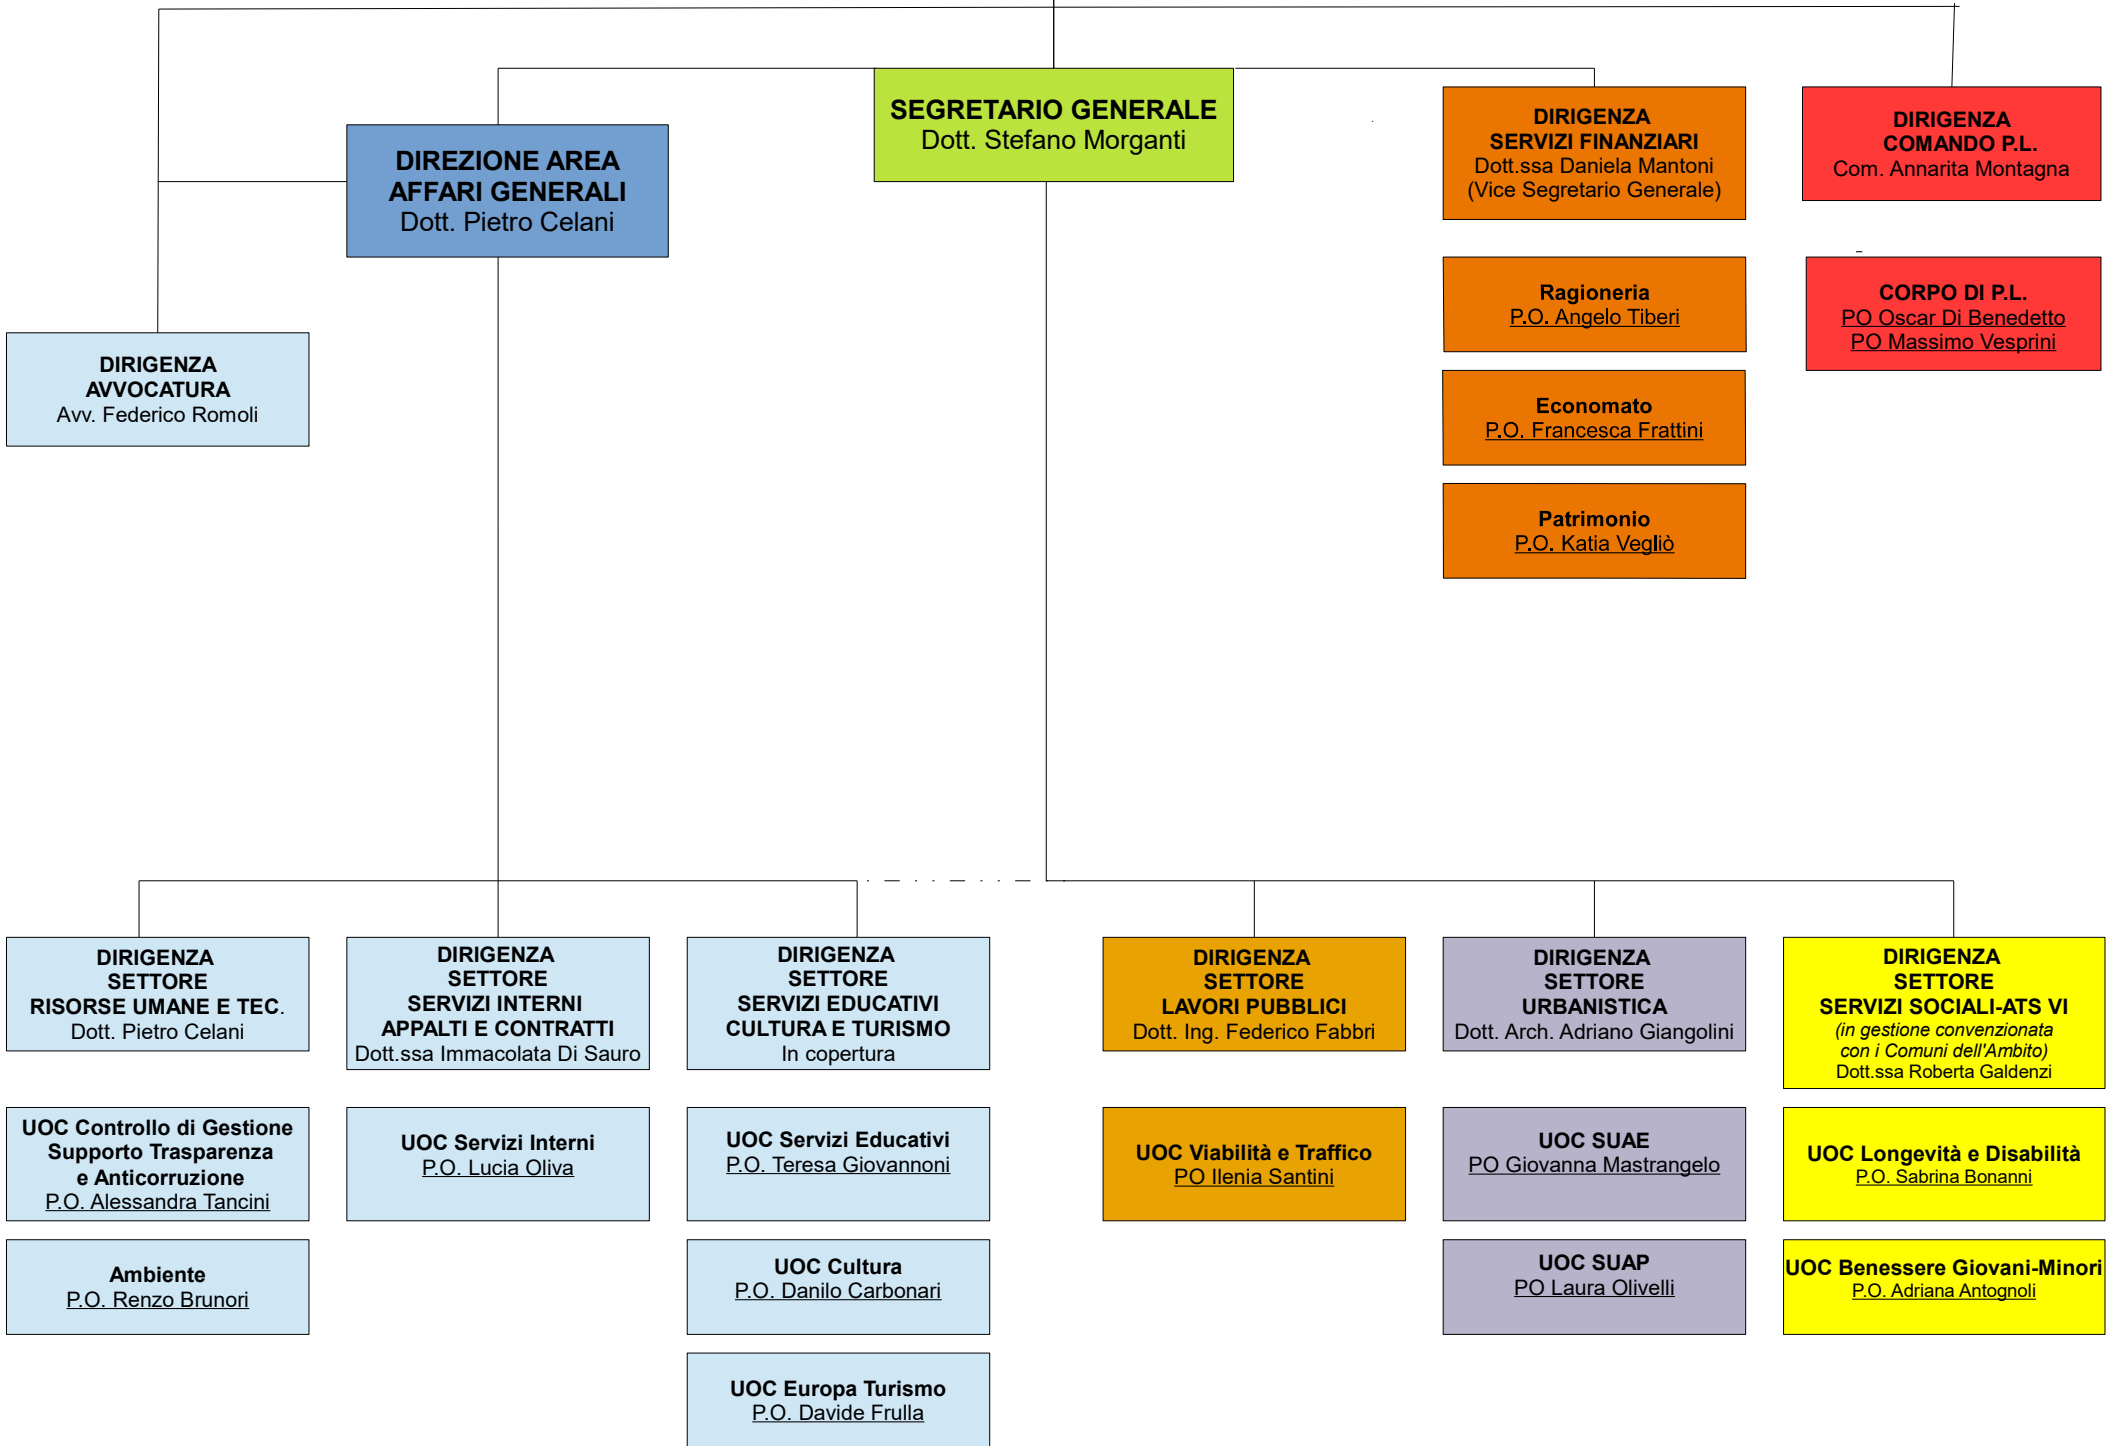 SEGRETARIO GENERALE
Dott. Stefano Morganti
DIREZIONE AREA
AFFARI GENERALI
Dott. Pietro Celani
DIRIGENZA
SERVIZI FINANZIARI
Dott.ssa Daniela Mantoni
(Vice Segretario Generale)
DIRIGENZA
COMANDO P.L.
Com. Annarita Montagna
Ragioneria
P.O. Angelo Tiberi
CORPO DI P.L.
PO Oscar Di Benedetto
PO Massimo Vesprini
DIRIGENZA
AVVOCATURA
Avv. Federico Romoli
Economato
P.O. Francesca Frattini
Patrimonio
P.O. Katia Vegliò
DIRIGENZA
SETTORE
RISORSE UMANE E TEC.
Dott. Pietro Celani
DIRIGENZA
SETTORE
SERVIZI INTERNI
APPALTI E CONTRATTI
Dott.ssa Immacolata Di Sauro
DIRIGENZA
SETTORE
SERVIZI EDUCATIVI
CULTURA E TURISMO
In copertura
DIRIGENZA
SETTORE
LAVORI PUBBLICI
Dott. Ing. Federico Fabbri
DIRIGENZA
SETTORE
URBANISTICA
Dott. Arch. Adriano Giangolini
DIRIGENZA
SETTORE
SERVIZI SOCIALI-ATS VI
(in gestione convenzionata
con i Comuni dell'Ambito)
Dott.ssa Roberta Galdenzi
UOC Controllo di Gestione
Supporto Trasparenza
e Anticorruzione
P.O. Alessandra Tancini
UOC Servizi Interni
P.O. Lucia Oliva
UOC Servizi Educativi
P.O. Teresa Giovannoni
UOC Viabilità e Traffico
PO Ilenia Santini
UOC SUAE
PO Giovanna Mastrangelo
UOC Longevità e Disabilità
P.O. Sabrina Bonanni
Ambiente
P.O. Renzo Brunori
UOC Cultura
P.O. Danilo Carbonari
UOC SUAP
PO Laura Olivelli
UOC Benessere Giovani-Minori
P.O. Adriana Antognoli
UOC Europa Turismo
P.O. Davide Frulla